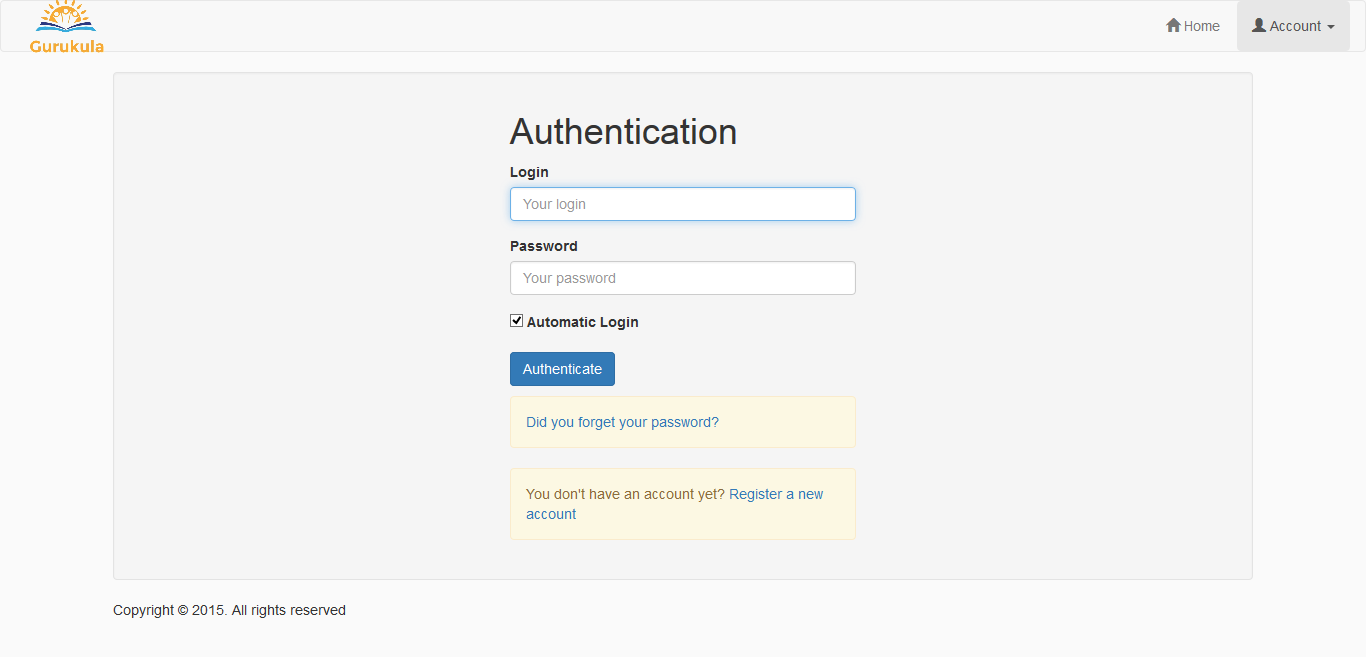 Gurukula
Home
Account
Authentication
Login
Your login
Password
Your password
Automatic Login
Authenticate
Did you forget your password?
You don't have an account yet? Register a new
account
Copyright © 2015. All rights reserved